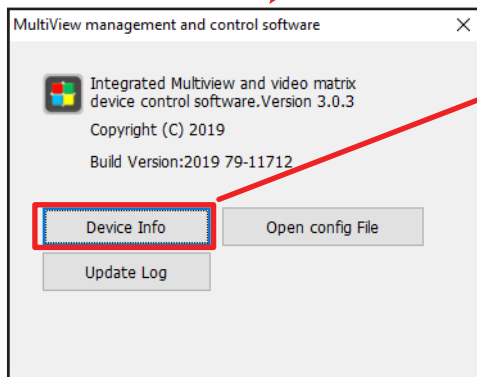 MultiView management and control software
Integrated Multiview and video matrix
device control software.Version 3.0.3
Copyright (C) 2019
Build Version:2019 79-11712
Device Info
Open config File
Update Log